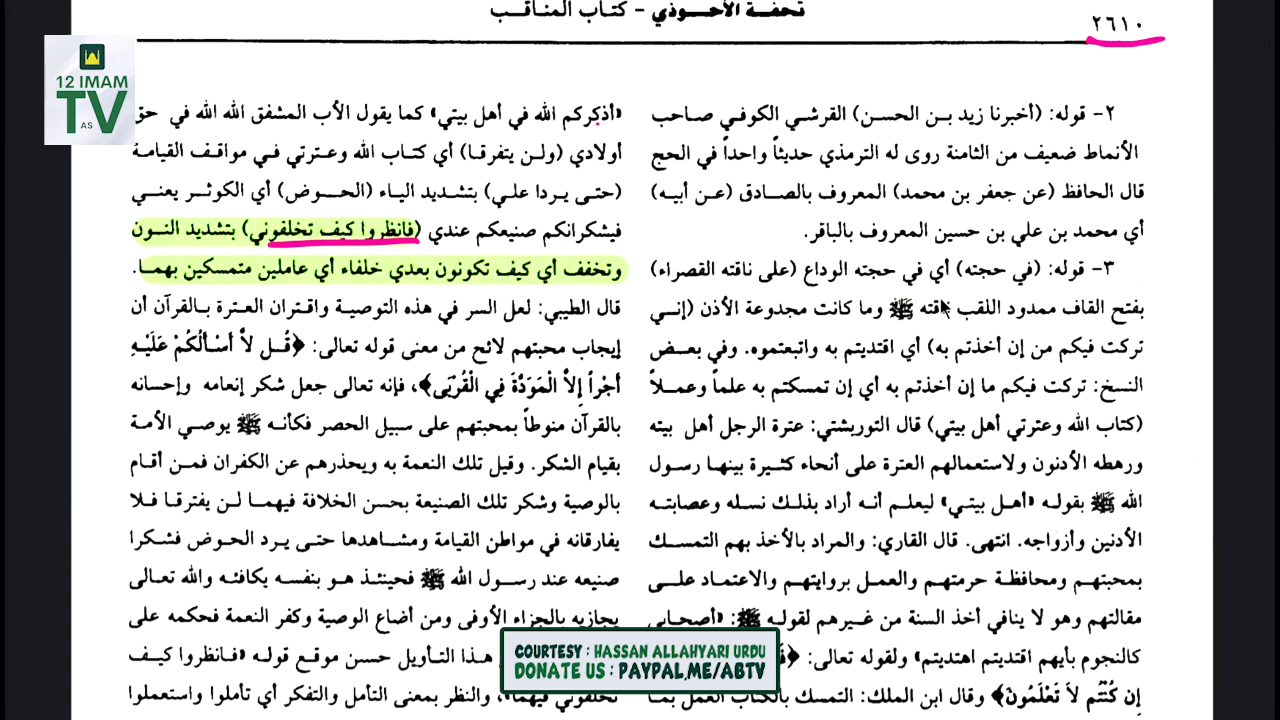 تحفة الأحوذي - كتاب المناقب
٢٦١٠
12 IMAM
TV
AS
٢- قوله: (أخبرنا زيد بن الحسن) القرشي الكوفي صاحب
الأنماط ضعيف من الثامنة روى له الترمذي حديثاً واحداً في الحج
قال الحافظ (عن جعفر بن محمد) المعروف بالصادق (عن أبيه)
أي محمد بن علي بن حسين المعروف بالباقر.
٣- قوله: (في حجته) أي في حجته الوداع (على ناقته القصراء)
بفتح القاف ممدود اللقب ناقته ﷺ وما كانت مجدوعة الأذن (إني
تركت فيكم من إن أخذتم به) أي اقتديتم به واتبعتموه. وفي بعض
النسخ: تركت فيكم ما إن أخذتم به أي إن تمسكتم به علماً وعملاً
(كتاب الله وعترتي أهل بيتي) قال التوربشتي: عترة الرجل أهل بيته
ورهطه الأدنون ولاستعمالهم العترة على أنحاء كثيرة بينها رسول
الله ﷺ بقوله «أهل بيتي» ليعلم أنه أراد بذلك نسله وعصابته
الأدنين وأزواجه. انتهى. قال القاري: والمراد بالأخذ بهم التمسك
بمحبتهم ومحافظة حرمتهم والعمل بروايتهم والاعتماد على
مقالتهم وهو لا ينافي أخذ السنة من غيرهم لقوله ﷺ: «أصحابي
كالنجوم بأيهم اقتديتم اهتديتم» ولقوله تعالى:
إِن كُنتُم لاَ تَعْلَمُونَ﴾ وقال ابن الملك: التمسك بالكتاب العمل بما
«أذكركم الله في أهل بيتي» كما يقول الأب المشفق الله الله في حق
أولادي (ولن يتفرقا) أي كتاب الله وعترتي في مواقف القيامة
(حتى يردا علي) بتشديد الياء (الحوض) أي الكوثر يعني
فيشكرانكم صنيعكم عندي (فانظروا كيف تخلفوني) بتشديد النون
وتخفف أي كيف تكونون بعدي خلفاء أي عاملين متمسكين بهما.
قال الطيبي: لعل السر في هذه التوصية واقتران العترة بالقرآن أن
إيجاب محبتهم لائح من معنى قوله تعالى: ﴿قُل لاَّ أَسْأَلُكُمْ عَلَيْهِ
أَجْراً إِلاَّ الْمَوَدَّةَ فِي الْقُرْبَى﴾، فإنه تعالى جعل شكر إنعامه وإحسانه
بالقرآن منوطاً بمحبتهم على سبيل الحصر فكأنه ﷺ يوصي الأمة
بقيام الشكر. وقيل تلك النعمة به ويحذرهم عن الكفران فمن أقام
بالوصية وشكر تلك الصنيعة بحسن الخلافة فيهما لن يفترقا فلا
يفارقانه في مواطن القيامة ومشاهدها حتى يرد الحوض فشكرا
صنيعه عند رسول الله ﷺ فحينئذ هو بنفسه يكافئه والله تعالى
يجازيه بالجزاء الأوفى ومن أضاع الوصية وكفر النعمة فحكمه على
هذا التأويل حسن موقع قوله «فانظروا كيف
تخلفوني فيهما»، والنظر بمعنى التأمل والتفكر أي تأملوا واستعملوا
COURTESY : HASSAN ALLAHYARI URDU
DONATE US : PAYPAL.ME/ABTV